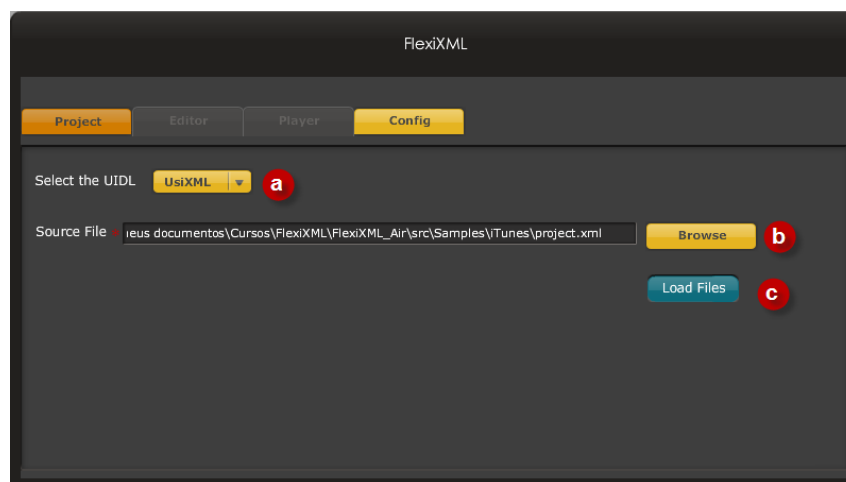 FlexiXML
Project Editor Player Config
Select the UIDL UsiXML a
Source File * documentos\Cursos\FlexiXML\FlexiXML_Air\src\Samples\iTunes\project.xml Browse b
Load Files c